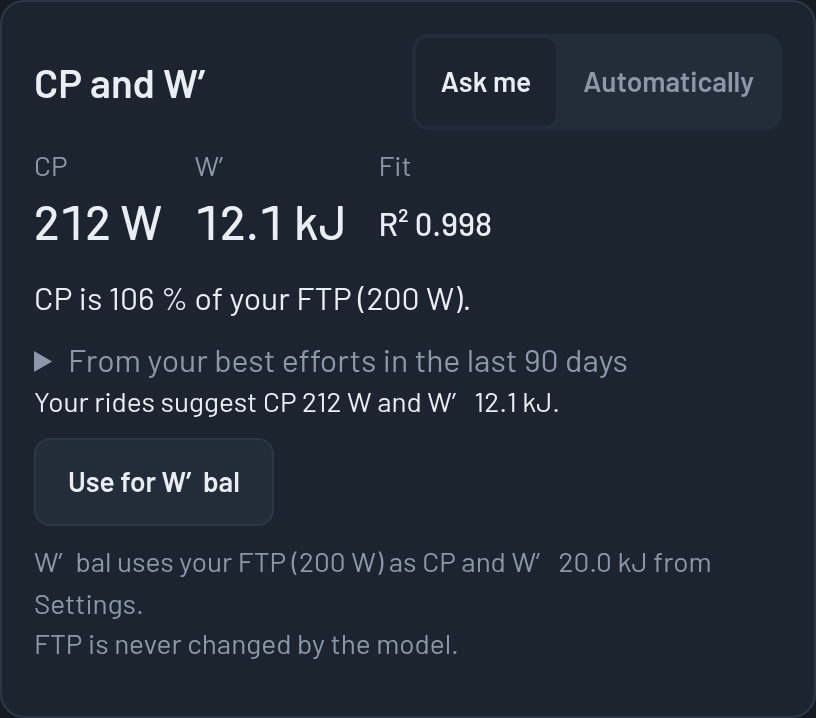 CP and W′
Ask me
Automatically
CP
W′
Fit
212 W
12.1 kJ
R² 0.998
CP is 106 % of your FTP (200 W).
From your best efforts in the last 90 days
Your rides suggest CP 212 W and W′ 12.1 kJ.
Use for W′ bal
W′ bal uses your FTP (200 W) as CP and W′ 20.0 kJ from
Settings.
FTP is never changed by the model.